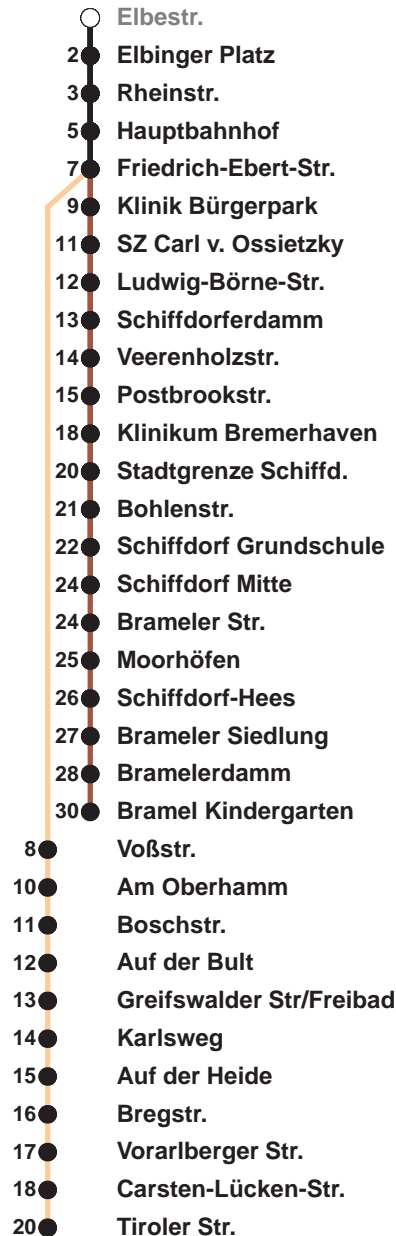 Elbestr.
2 Elbinger Platz
3 Rheinstr.
5 Hauptbahnhof
7 Friedrich-Ebert-Str.
9 Klinik Bürgerpark
11 SZ Carl v. Ossietzky
12 Ludwig-Börne-Str.
13 Schiffdorferdamm
14 Veerenholzstr.
15 Postbrookstr.
18 Klinikum Bremerhaven
20 Stadtgrenze Schiffd.
21 Bohlenstr.
22 Schiffdorf Grundschule
24 Schiffdorf Mitte
24 Brameler Str.
25 Moorhöfen
26 Schiffdorf-Hees
27 Brameler Siedlung
28 Bramelerdamm
30 Bramel Kindergarten
8 Voßstr.
10 Am Oberhamm
11 Boschstr.
12 Auf der Bult
13 Greifswalder Str/Freibad
14 Karlsweg
15 Auf der Heide
16 Bregstr.
17 Vorarlberger Str.
18 Carsten-Lücken-Str.
20 Tiroler Str.